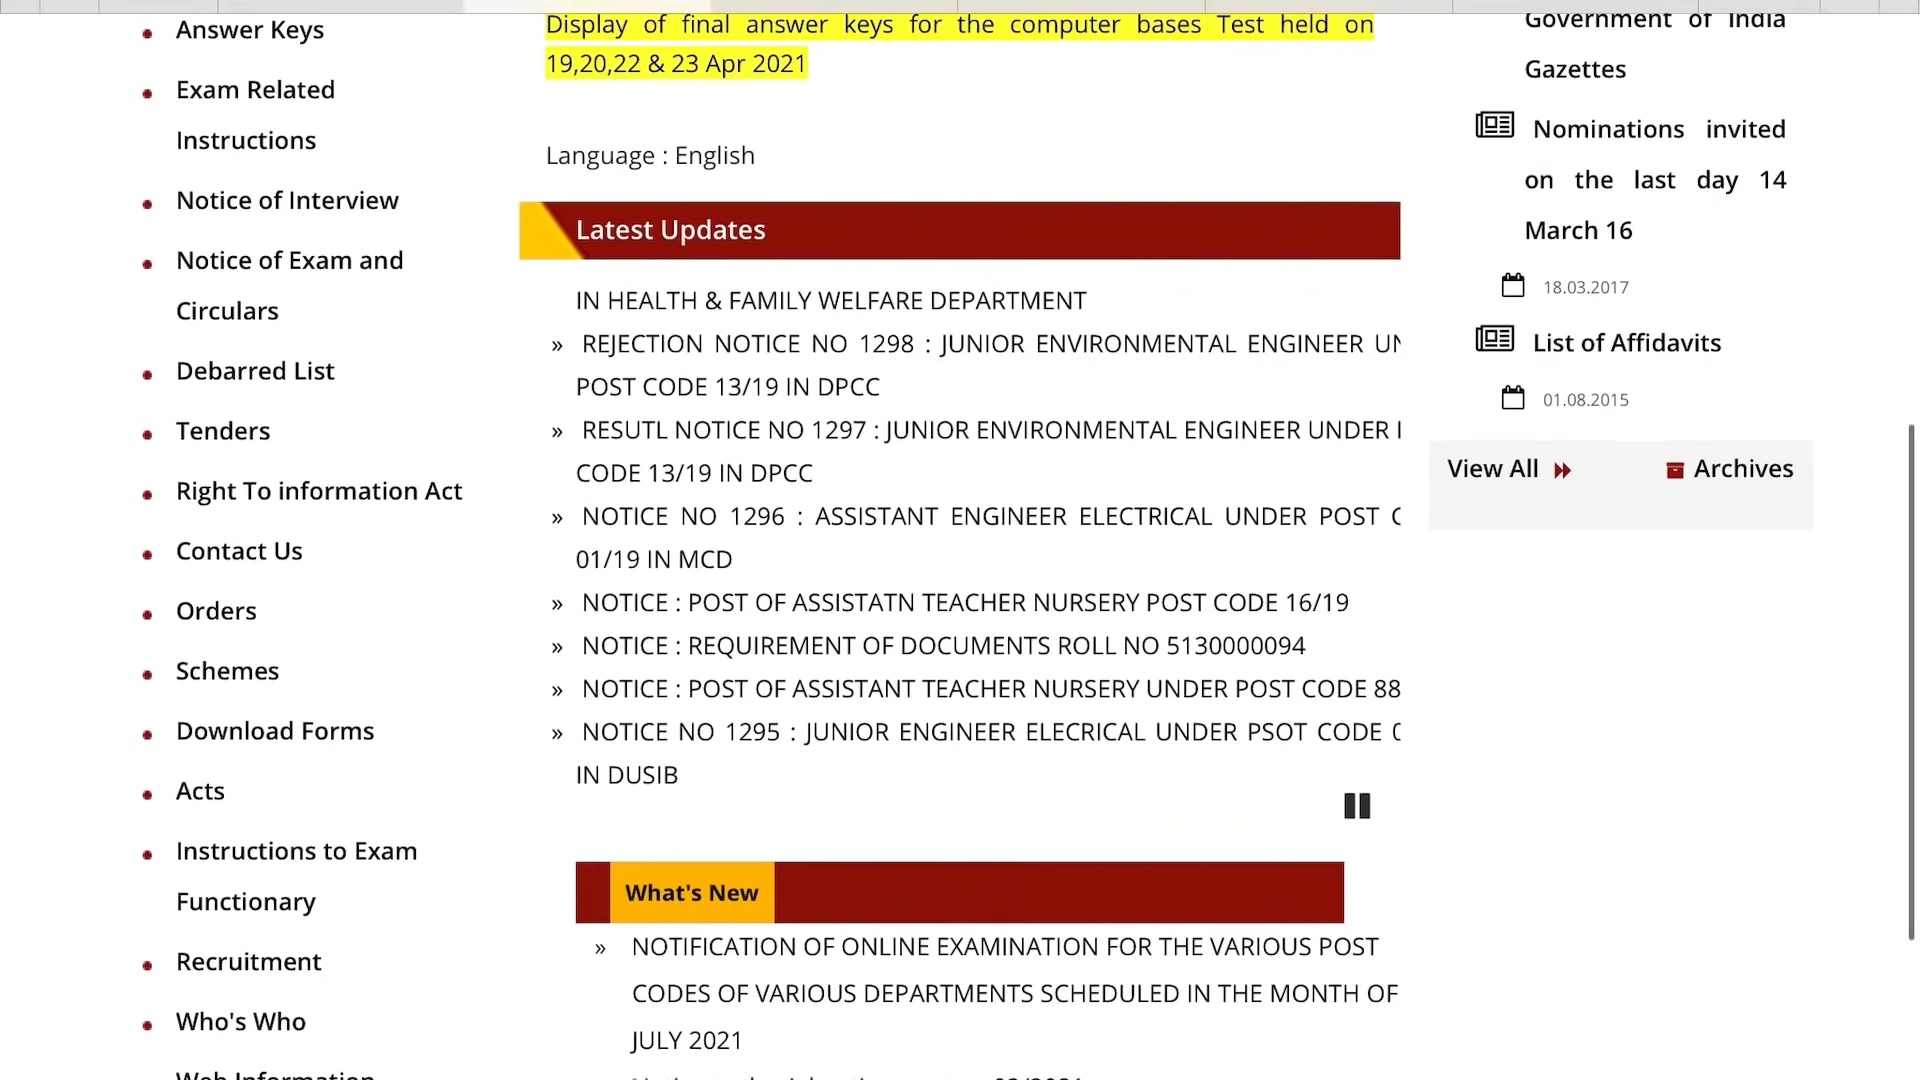 Answer Keys
Exam Related
Instructions
Notice of Interview
Notice of Exam and
Circulars
Debarred List
Tenders
Right To information Act
Contact Us
Orders
Schemes
Download Forms
Acts
Instructions to Exam
Functionary
Recruitment
Who's Who
Web Information
Display of final answer keys for the computer bases Test held on
19,20,22 & 23 Apr 2021
Language : English
Latest Updates
IN HEALTH & FAMILY WELFARE DEPARTMENT
» REJECTION NOTICE NO 1298 : JUNIOR ENVIRONMENTAL ENGINEER UN
POST CODE 13/19 IN DPCC
» RESUTL NOTICE NO 1297 : JUNIOR ENVIRONMENTAL ENGINEER UNDER
CODE 13/19 IN DPCC
» NOTICE NO 1296 : ASSISTANT ENGINEER ELECTRICAL UNDER POST C
01/19 IN MCD
» NOTICE : POST OF ASSISTATN TEACHER NURSERY POST CODE 16/19
» NOTICE : REQUIREMENT OF DOCUMENTS ROLL NO 5130000094
» NOTICE : POST OF ASSISTANT TEACHER NURSERY UNDER POST CODE 88
» NOTICE NO 1295 : JUNIOR ENGINEER ELECRICAL UNDER PSOT CODE
IN DUSIB
What's New
» NOTIFICATION OF ONLINE EXAMINATION FOR THE VARIOUS POST
CODES OF VARIOUS DEPARTMENTS SCHEDULED IN THE MONTH OF
JULY 2021
Government of India
Gazettes
Nominations invited
on the last day 14
March 16
18.03.2017
List of Affidavits
01.08.2015
View All
Archives